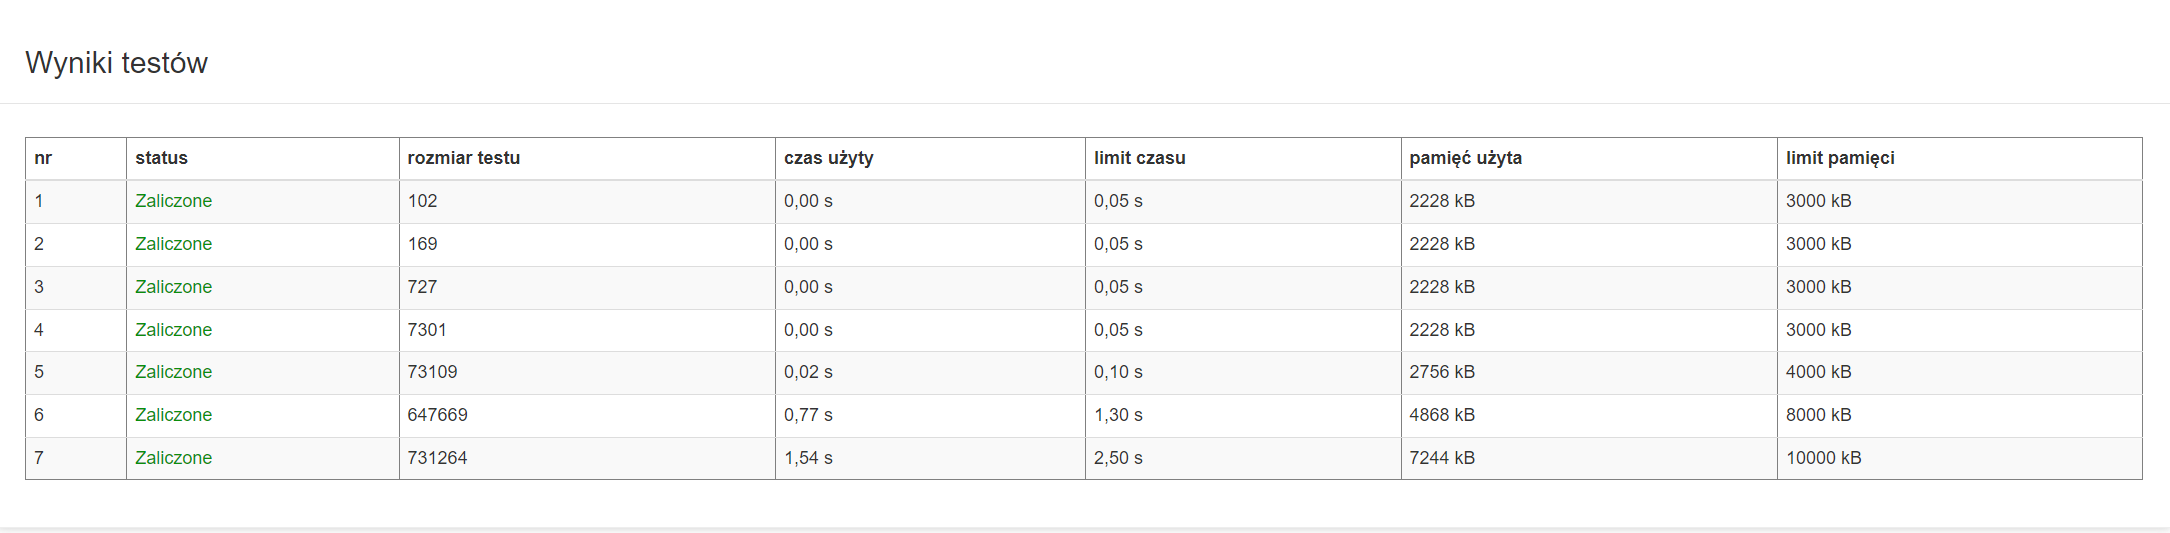 Wyniki testów
nr status rozmiar testu czas użyty limit czasu pamięć użyta limit pamięci
1 Zaliczone 102 0,00 s 0,05 s 2228 kB 3000 kB
2 Zaliczone 169 0,00 s 0,05 s 2228 kB 3000 kB
3 Zaliczone 727 0,00 s 0,05 s 2228 kB 3000 kB
4 Zaliczone 7301 0,00 s 0,05 s 2228 kB 3000 kB
5 Zaliczone 73109 0,02 s 0,10 s 2756 kB 4000 kB
6 Zaliczone 647669 0,77 s 1,30 s 4868 kB 8000 kB
7 Zaliczone 731264 1,54 s 2,50 s 7244 kB 10000 kB